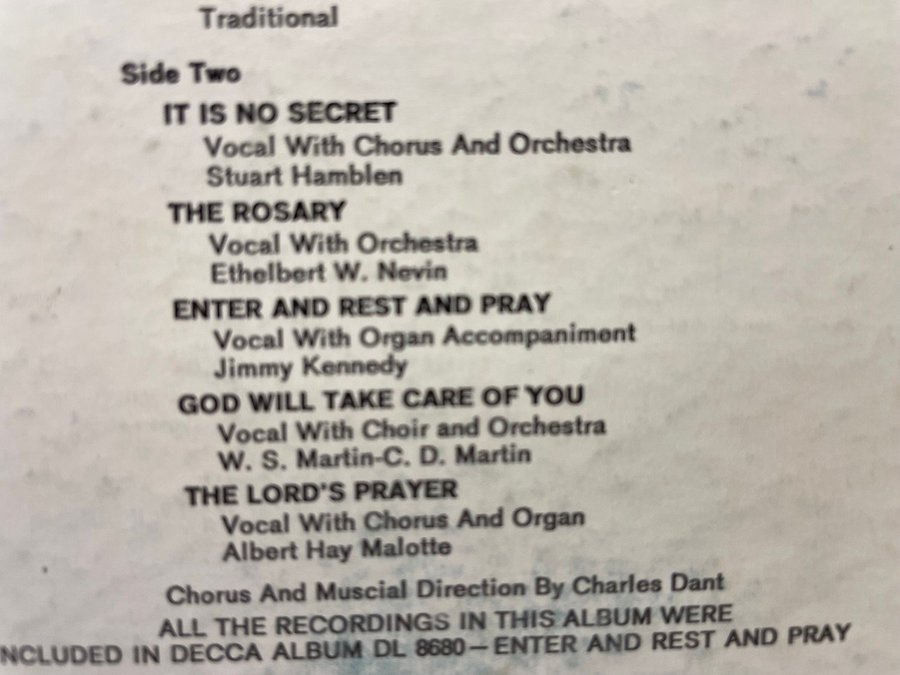 Traditional
Side Two
IT IS NO SECRET
Vocal With Chorus And Orchestra
Stuart Hamblen
THE ROSARY
Vocal With Orchestra
Ethelbert W. Nevin
ENTER AND REST AND PRAY
Vocal With Organ Accompaniment
Jimmy Kennedy
GOD WILL TAKE CARE OF YOU
Vocal With Choir and Orchestra
W. S. Martin-C. D. Martin
THE LORD'S PRAYER
Vocal With Chorus And Organ
Albert Hay Malotte
Chorus And Muscial Direction By Charles Dant
ALL THE RECORDINGS IN THIS ALBUM WERE
NCLUDED IN DECCA ALBUM DL 8680—ENTER AND REST AND PRAY